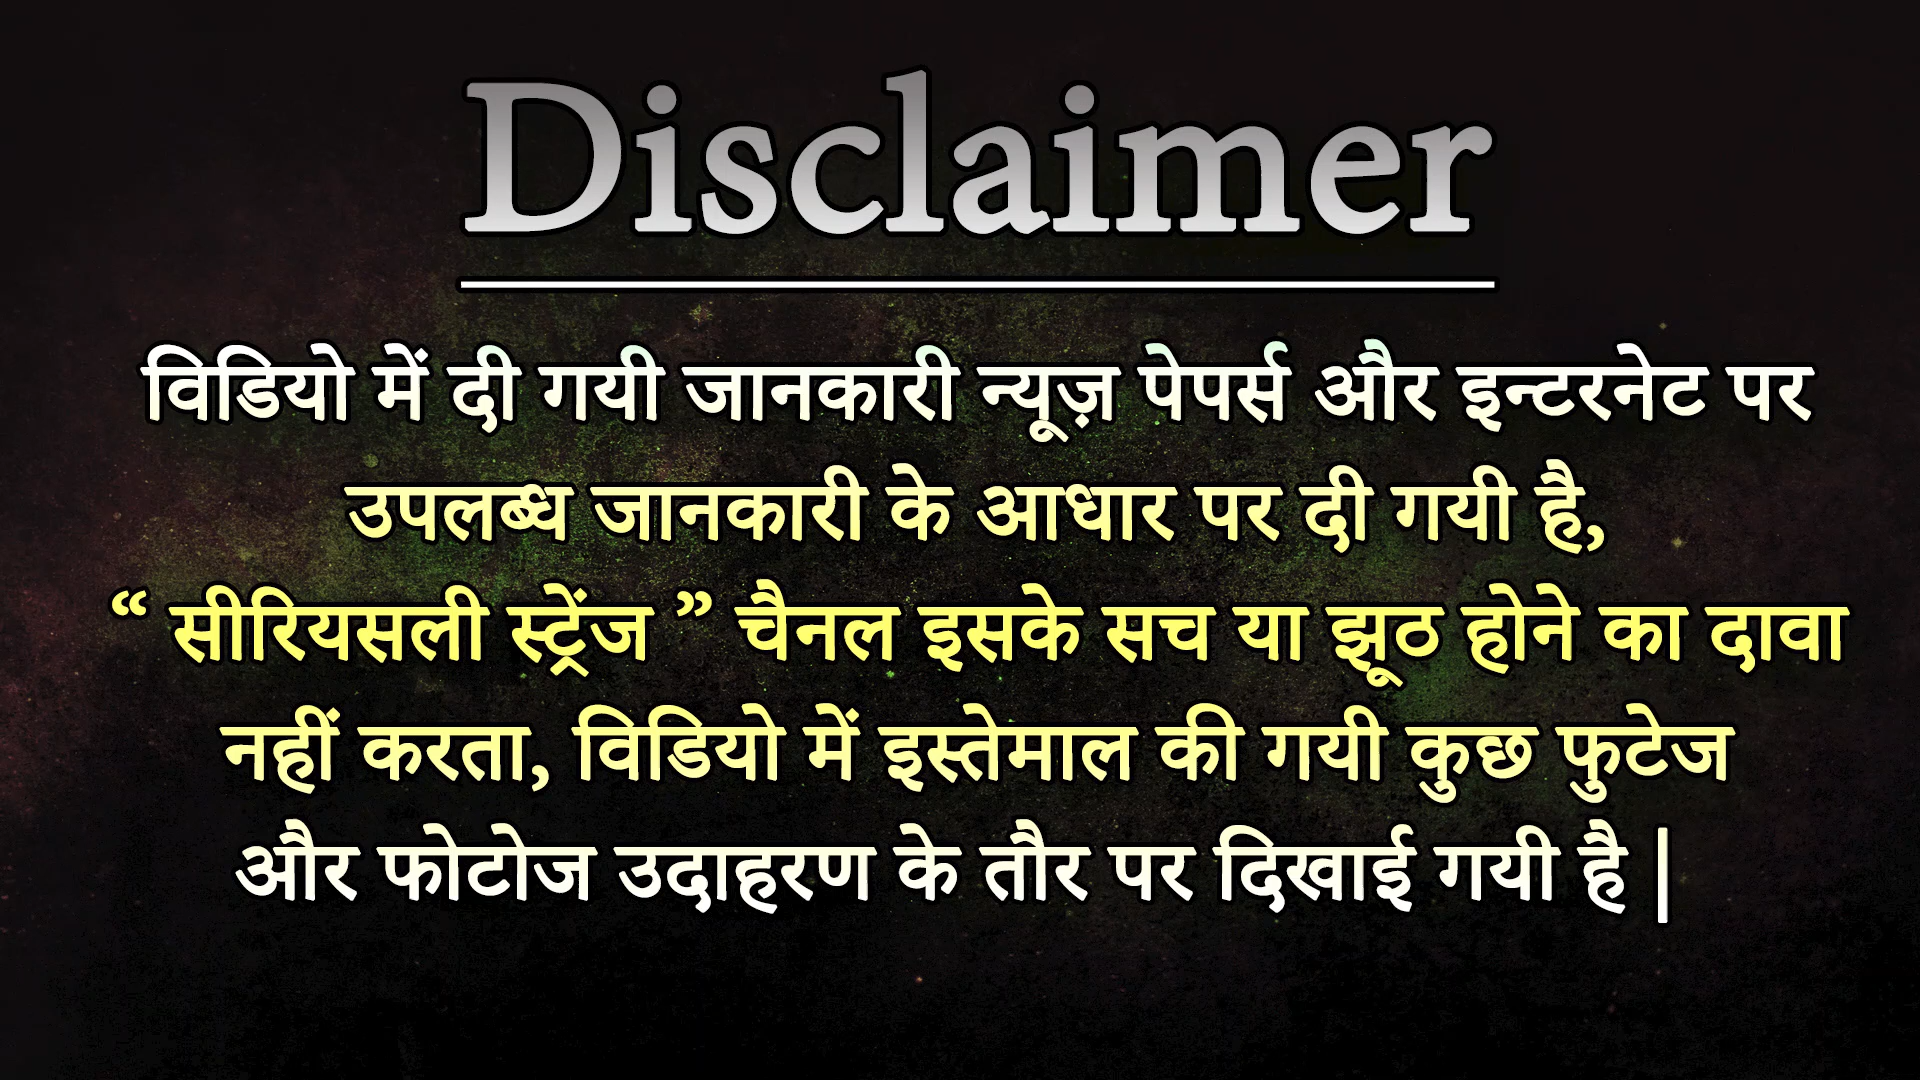 Disclaimer
विडियो में दी गयी जानकारी न्यूज़ पेपर्स और इन्टरनेट पर
उपलब्ध जानकारी के आधार पर दी गयी है,
“ सीरियसली स्ट्रेंज ” चैनल इसके सच या झूठ होने का दावा
नहीं करता, विडियो में इस्तेमाल की गयी कुछ फुटेज
और फोटोज उदाहरण के तौर पर दिखाई गयी है |